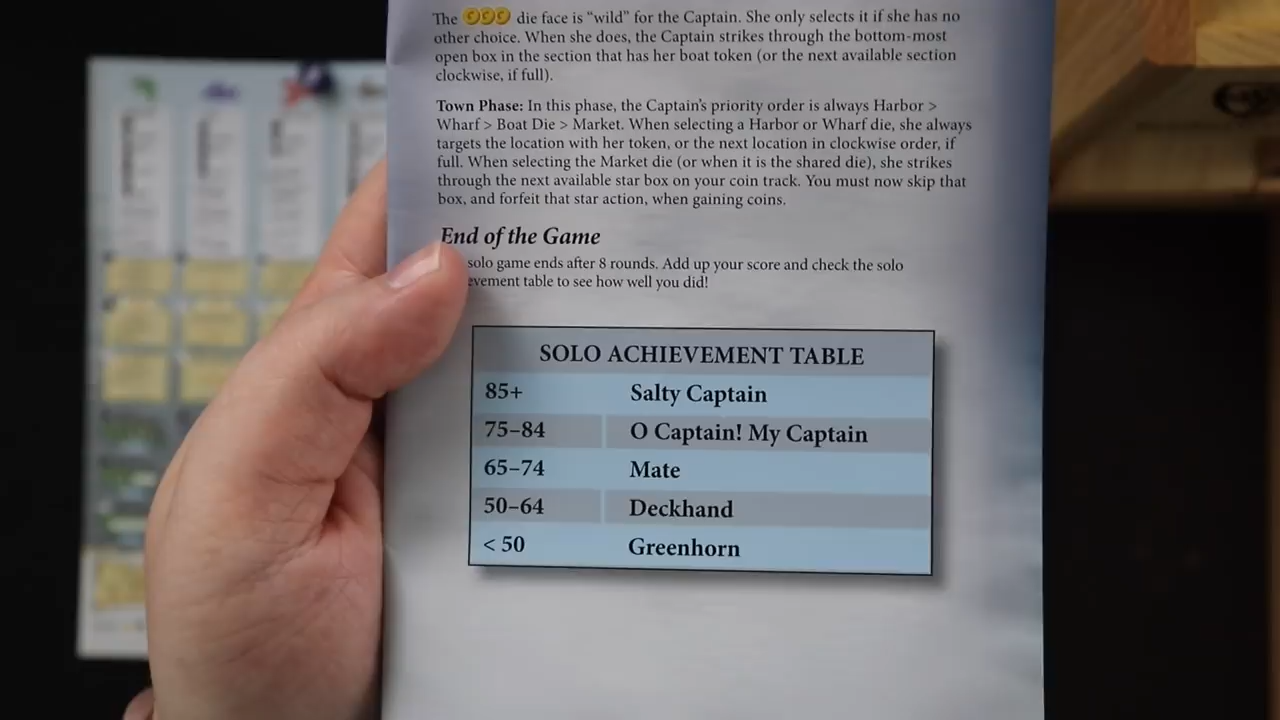 The die face is “wild” for the Captain. She only selects it if she has no
other choice. When she does, the Captain strikes through the bottom-most
open box in the section that has her boat token (or the next available section
clockwise, if full).
Town Phase: In this phase, the Captain’s priority order is always Harbor >
Wharf > Boat Die > Market. When selecting a Harbor or Wharf die, she always
targets the location with her token, or the next location in clockwise order, if
full. When selecting the Market die (or when it is the shared die), she strikes
through the next available star box on your coin track. You must now skip that
box, and forfeit that star action, when gaining coins.
End of the Game
solo game ends after 8 rounds. Add up your score and check the solo
table to see how well you did!
SOLO ACHIEVEMENT TABLE
85+ Salty Captain
75–84 O Captain! My Captain
65–74 Mate
50–64 Deckhand
< 50 Greenhorn